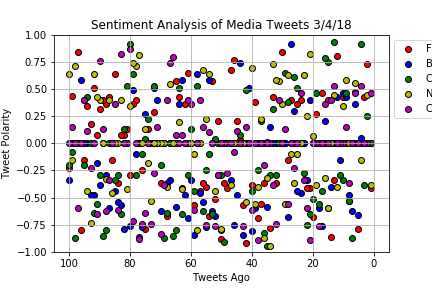 Sentiment Analysis of Media Tweets 3/4/18
Tweet Polarity
1.00
0.75
0.50
0.25
0.00
−0.25
−0.50
−0.75
−1.00
100
80
60
40
20
0
Tweets Ago
F
B
C
N
C